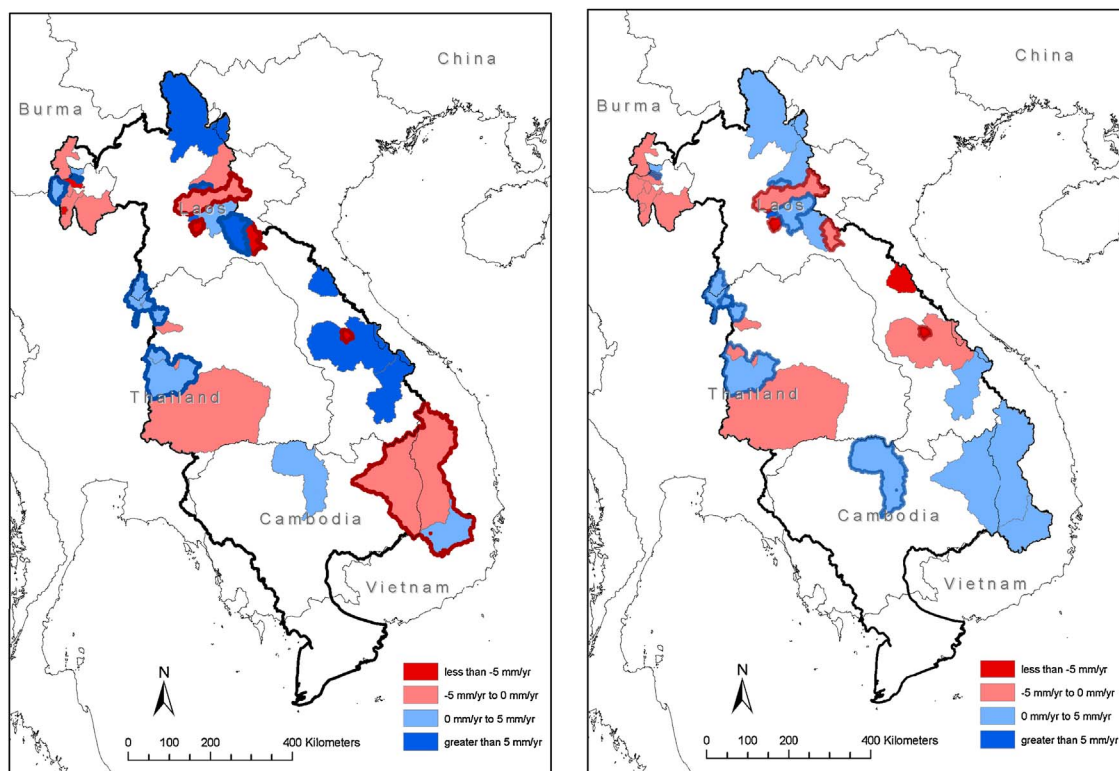 China
Burma
Laos
Thailand
Cambodia
Vietnam
N
less than -5 mm/yr
-5 mm/yr to 0 mm/yr
0 mm/yr to 5 mm/yr
greater than 5 mm/yr
0 100 200 400 Kilometers
China
Burma
Laos
Thailand
Cambodia
Vietnam
N
less than -5 mm/yr
-5 mm/yr to 0 mm/yr
0 mm/yr to 5 mm/yr
greater than 5 mm/yr
0 100 200 400 Kilometers